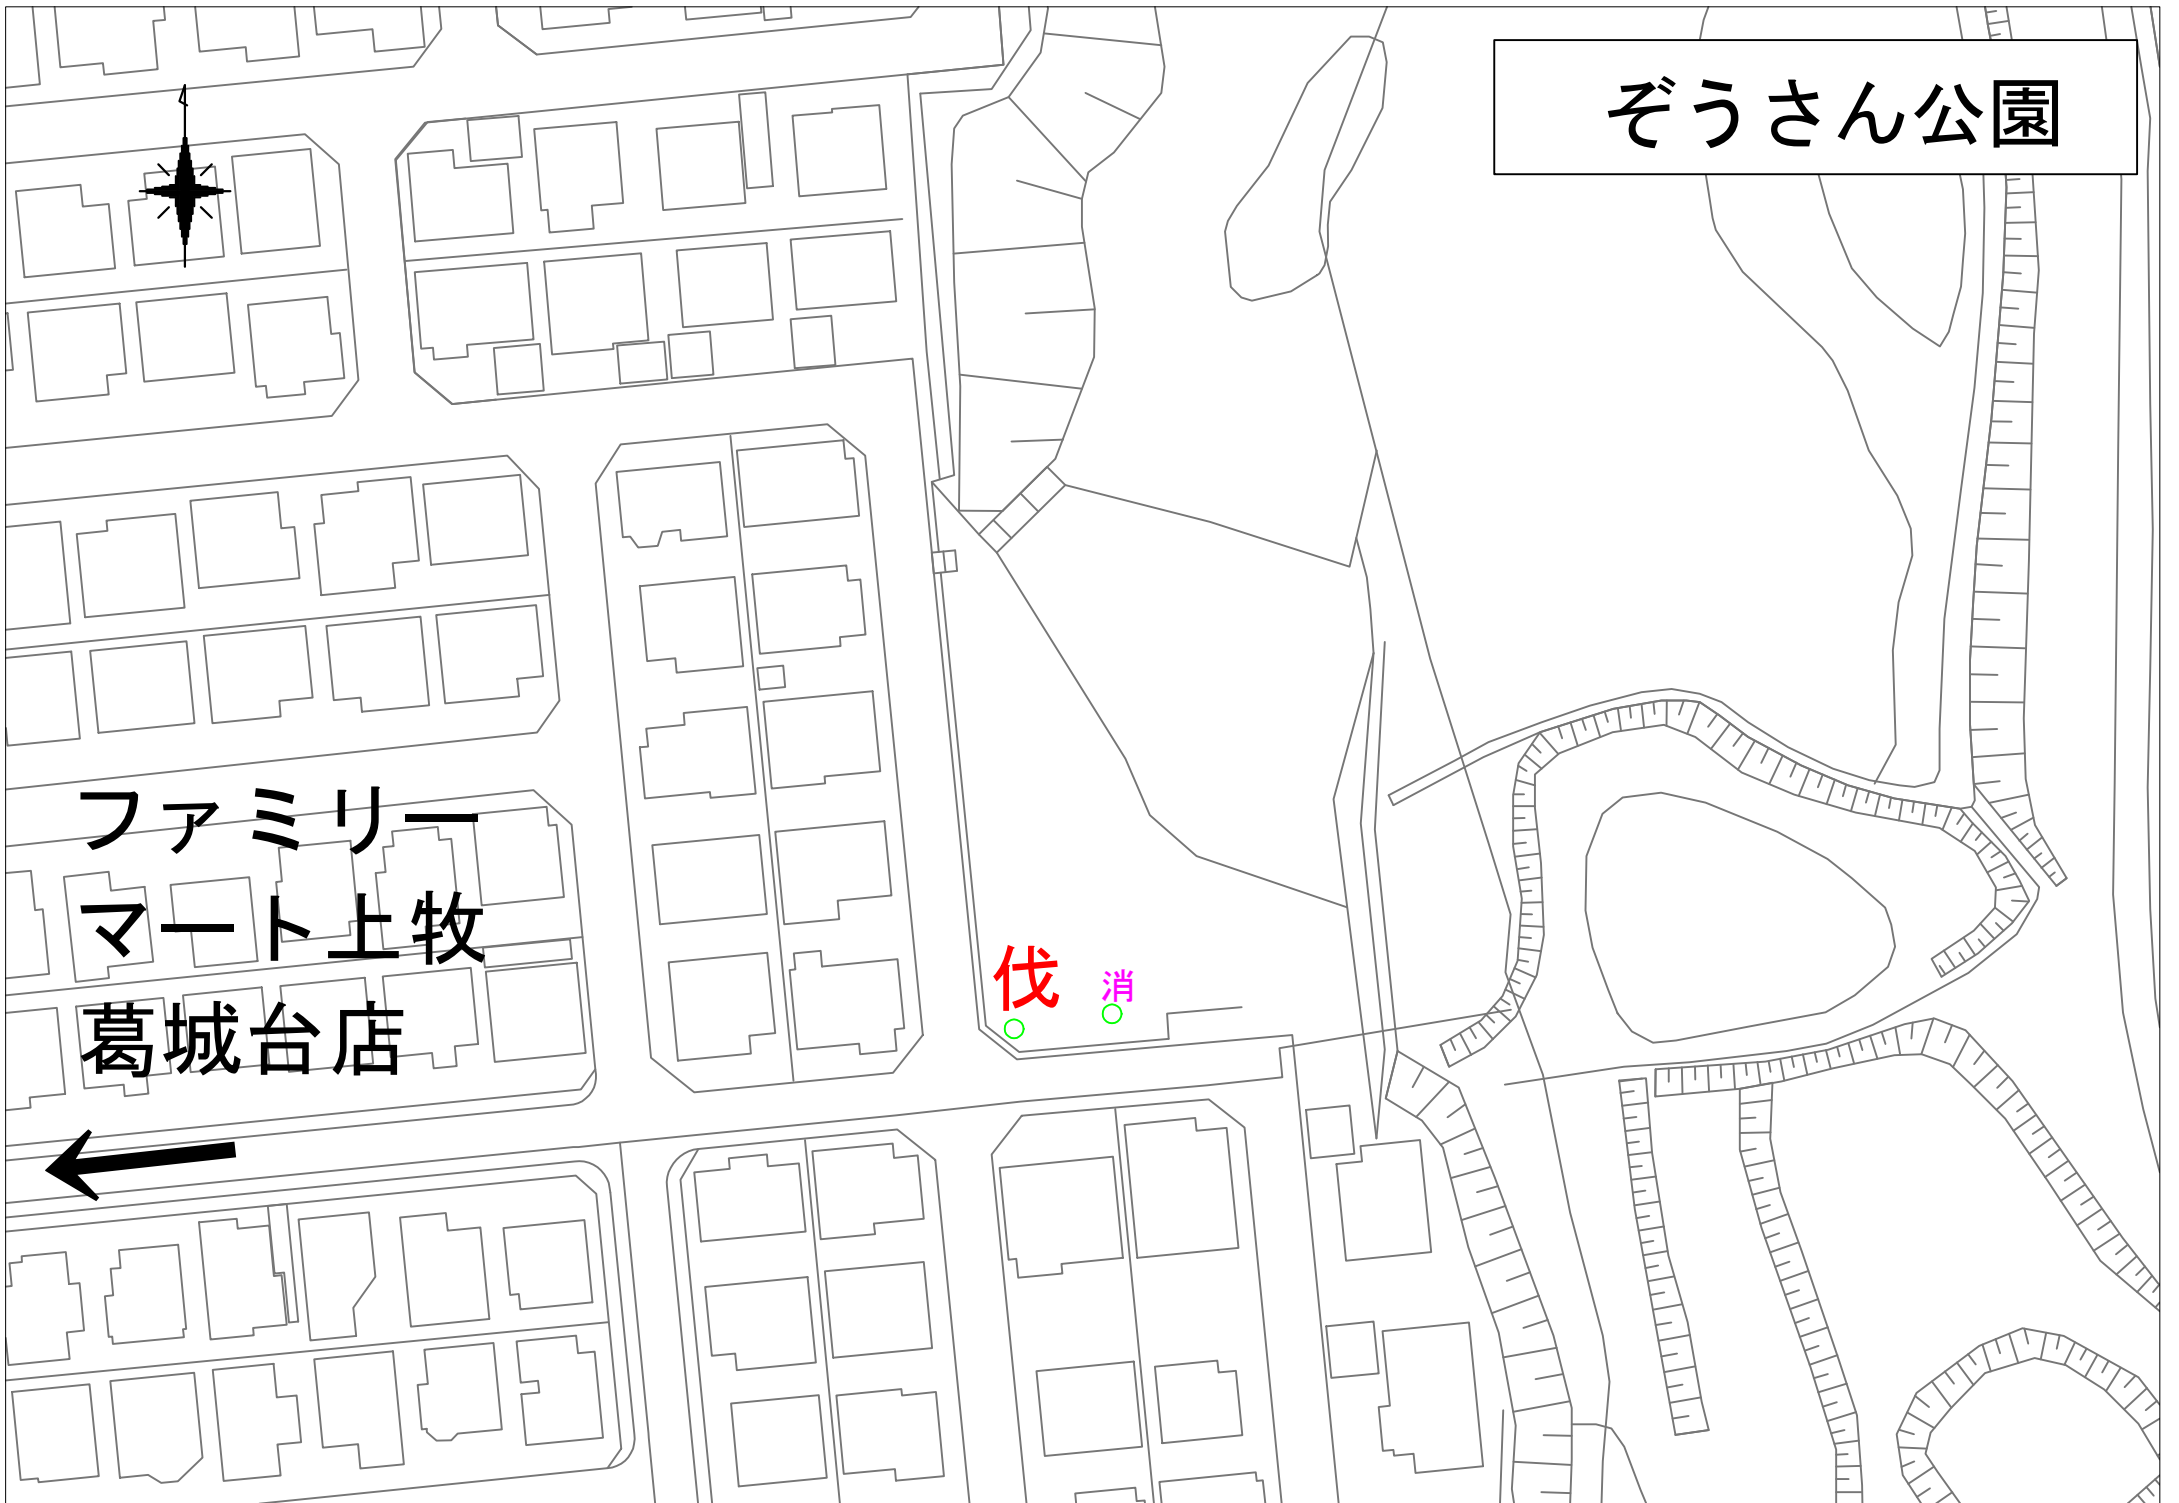 ぞうさん公園
ファミリー
マート上牧
葛城台店
伐
消